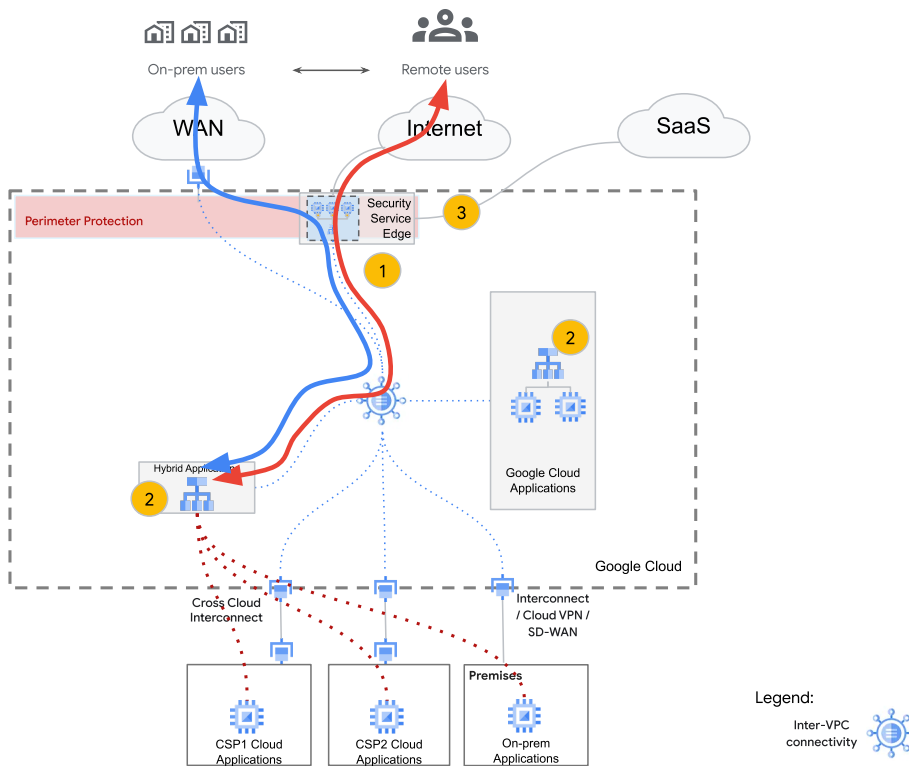 On-prem users
Remote users
WAN
Internet
SaaS
Perimeter Protection
Security
Service
Edge
3
1
2
Google Cloud
Applications
Hybrid Application
2
Google Cloud
Cross Cloud
Interconnect
Interconnect
/ Cloud VPN /
SD-WAN
Premises
CSP1 Cloud
Applications
CSP2 Cloud
Applications
On-prem
Applications
Legend:
Inter-VPC
connectivity